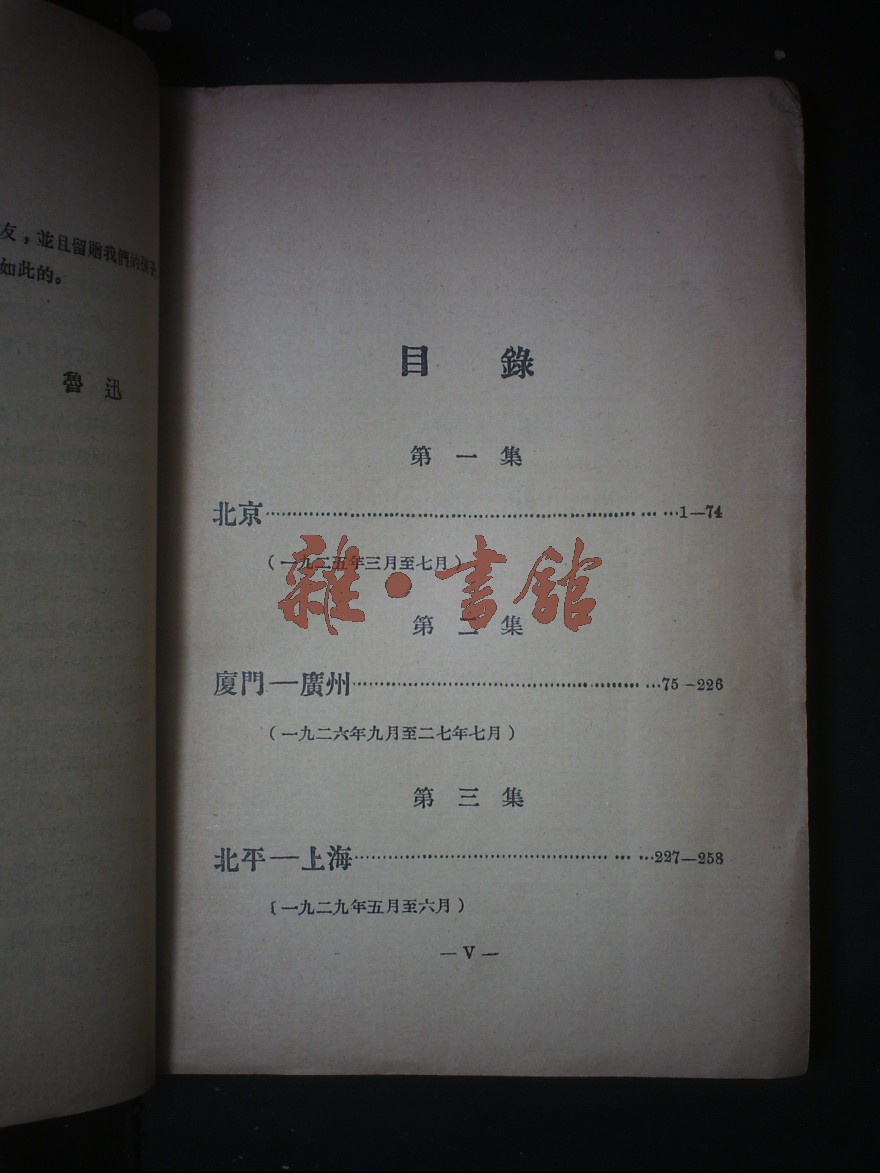 友，並且留贈我們的孩子
如此的。
魯迅
目錄
第一集
北京……1—74
（一九二五年三月至七月）
第二集
廈門—廣州……75-226
（一九二六年九月至二七年七月）
第三集
北平—上海……227—258
（一九二九年五月至六月）
—V—
雜·書館